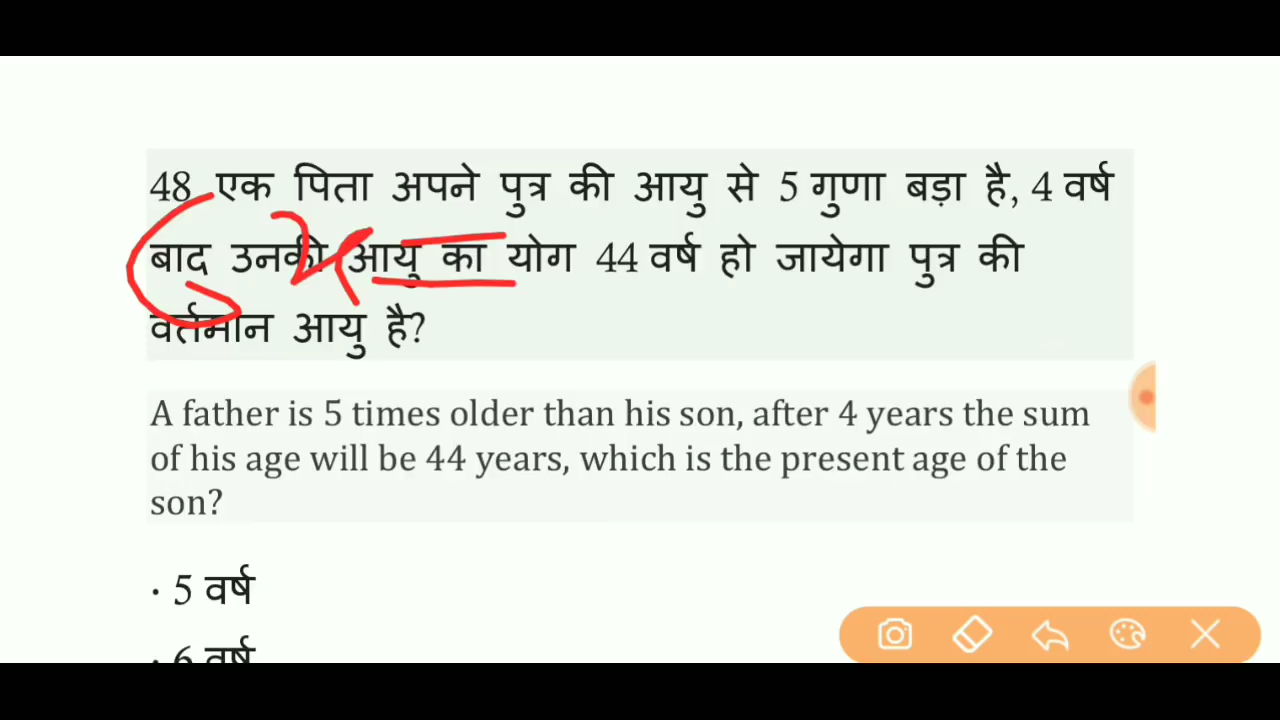 48 एक पिता अपने पुत्र की आयु से 5 गुणा बड़ा है, 4 वर्ष
बाद उनकी आयु का योग 44 वर्ष हो जायेगा पुत्र की
वर्तमान आयु है?
A father is 5 times older than his son, after 4 years the sum
of his age will be 44 years, which is the present age of the
son?
· 5 वर्ष
· 6 वर्ष